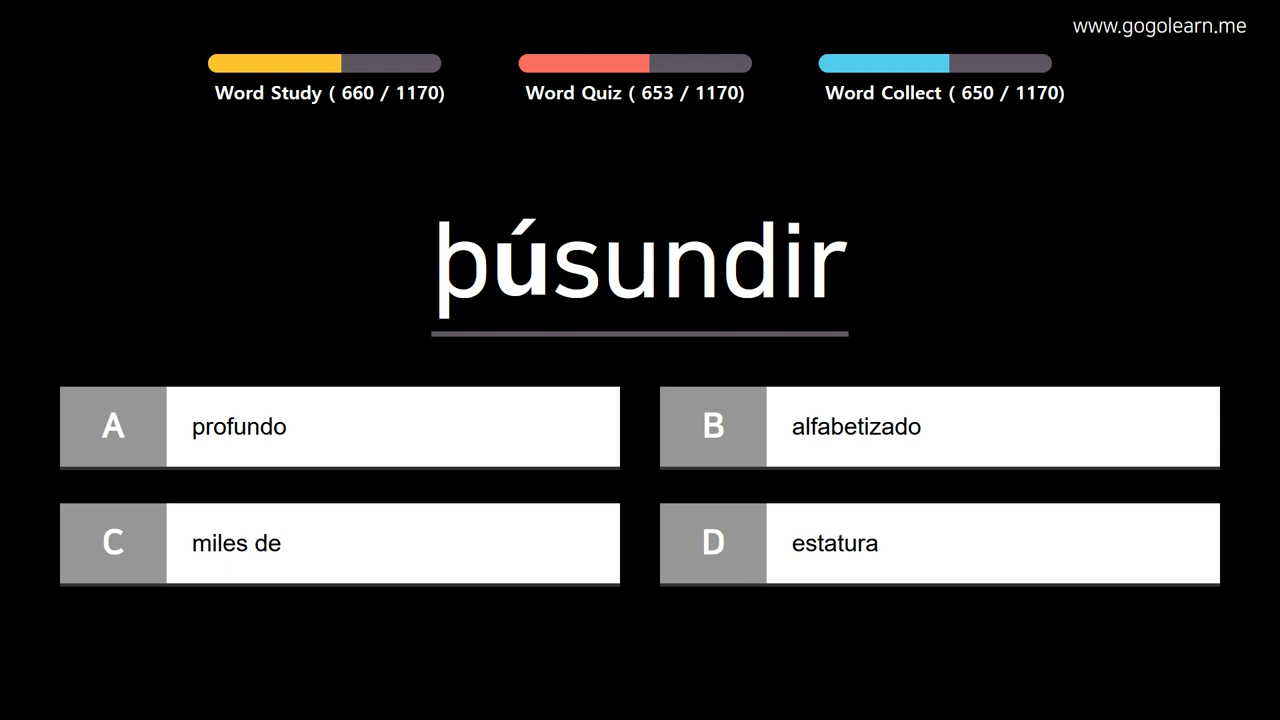 www.gogolearn.me
Word Study ( 660 / 1170)
Word Quiz ( 653 / 1170)
Word Collect ( 650 / 1170)
þúsundir
A profundo
B alfabetizado
C miles de
D estatura